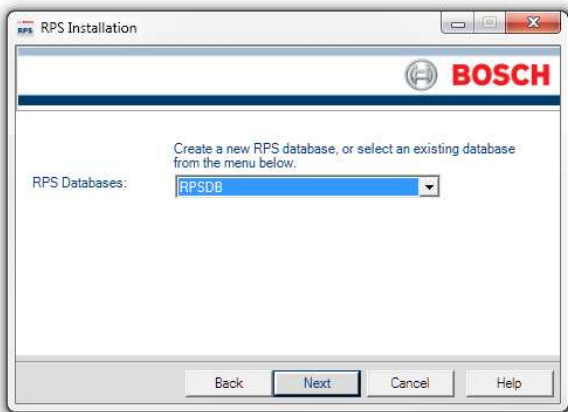 RPS
RPS Installation
BOSCH
Create a new RPS database, or select an existing database
from the menu below.
RPS Databases:
RPSDB
Back
Next
Cancel
Help